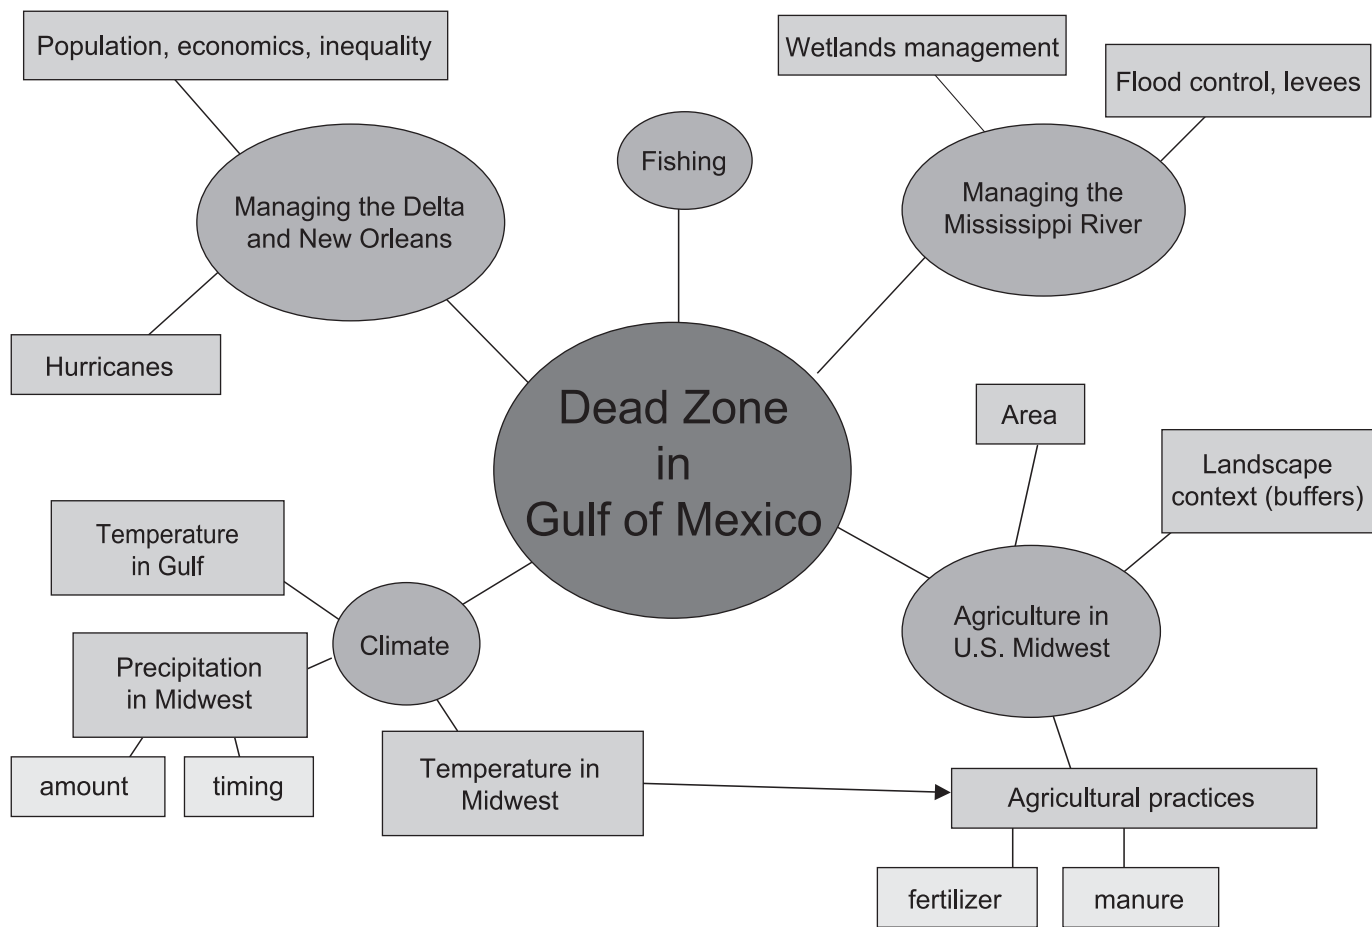 Population, economics, inequality
Wetlands management
Flood control, levees
Fishing
Managing the Delta
and New Orleans
Managing the
Mississippi River
Hurricanes
Dead Zone
in
Gulf of Mexico
Area
Landscape
context (buffers)
Temperature
in Gulf
Climate
Agriculture in
U.S. Midwest
Precipitation
in Midwest
amount
timing
Temperature in
Midwest
Agricultural practices
fertilizer
manure